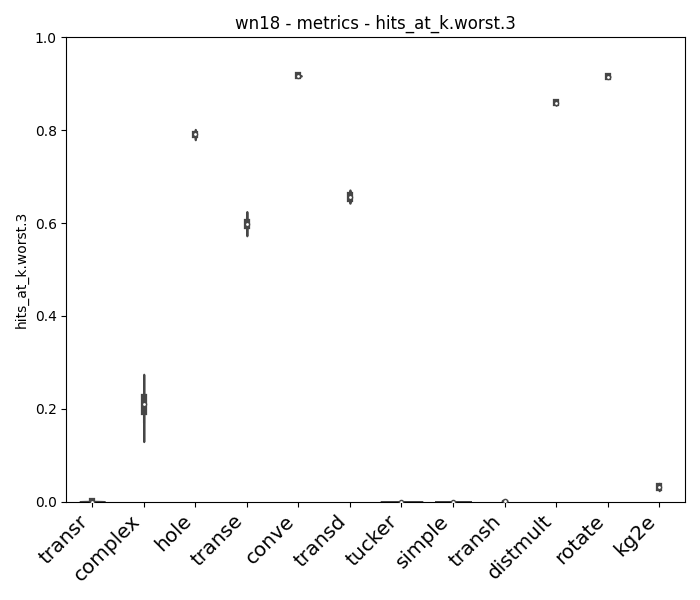 wn18 - metrics - hits_at_k.worst.3
hits_at_k.worst.3
1.0
0.8
0.6
0.4
0.2
0.0
transr
complex
hole
transe
conve
transd
tucker
simple
transh
distmult
rotate
kg2e